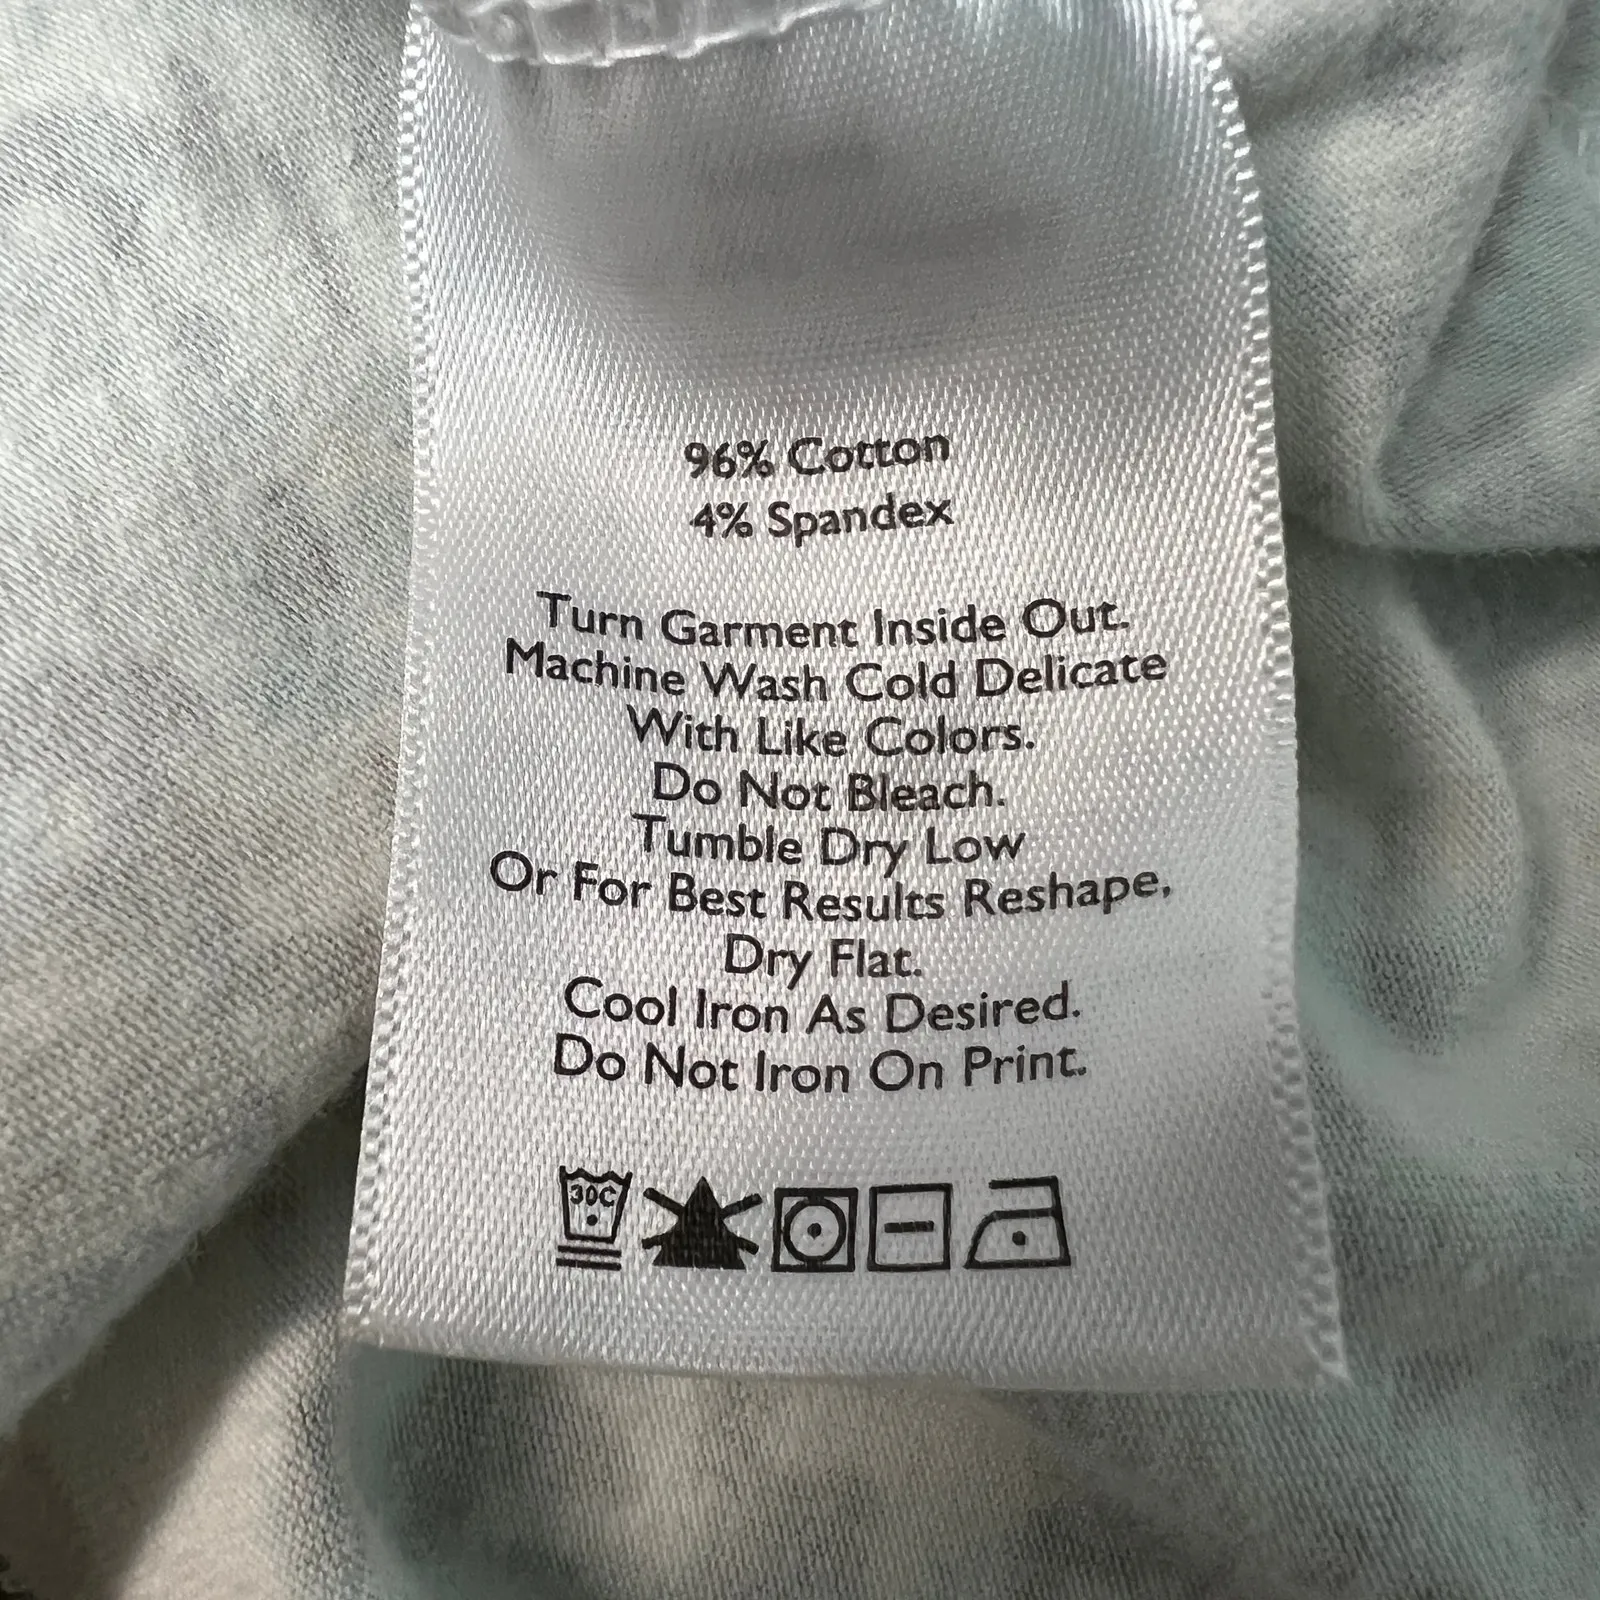 96% Cotton
4% Spandex
Turn Garment Inside Out.
Machine Wash Cold Delicate
With Like Colors.
Do Not Bleach.
Tumble Dry Low
Or For Best Results Reshape,
Dry Flat.
Cool Iron As Desired.
Do Not Iron On Print.
30C